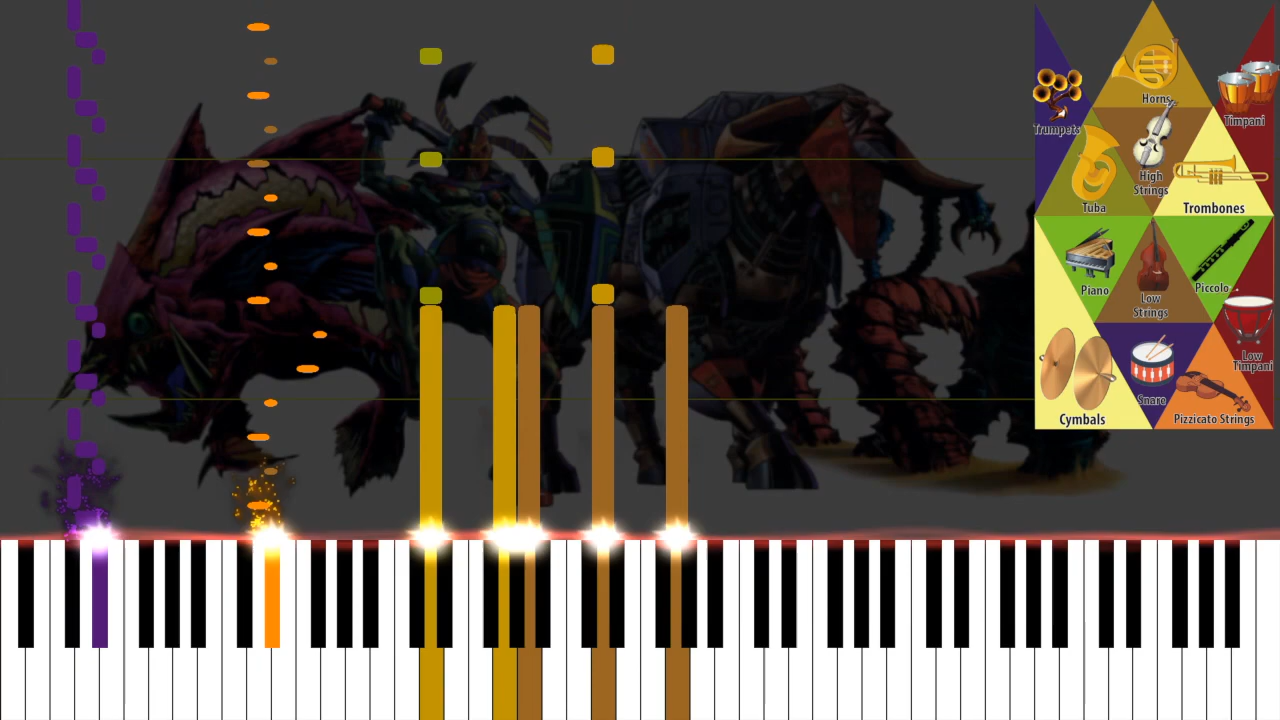 Horns
Timpani
Trumpets
High
Strings
Tuba
Trombones
Piano
Piccolo
Low
Strings
Low
Timpani
Snare
Cymbals
Pizzicato Strings